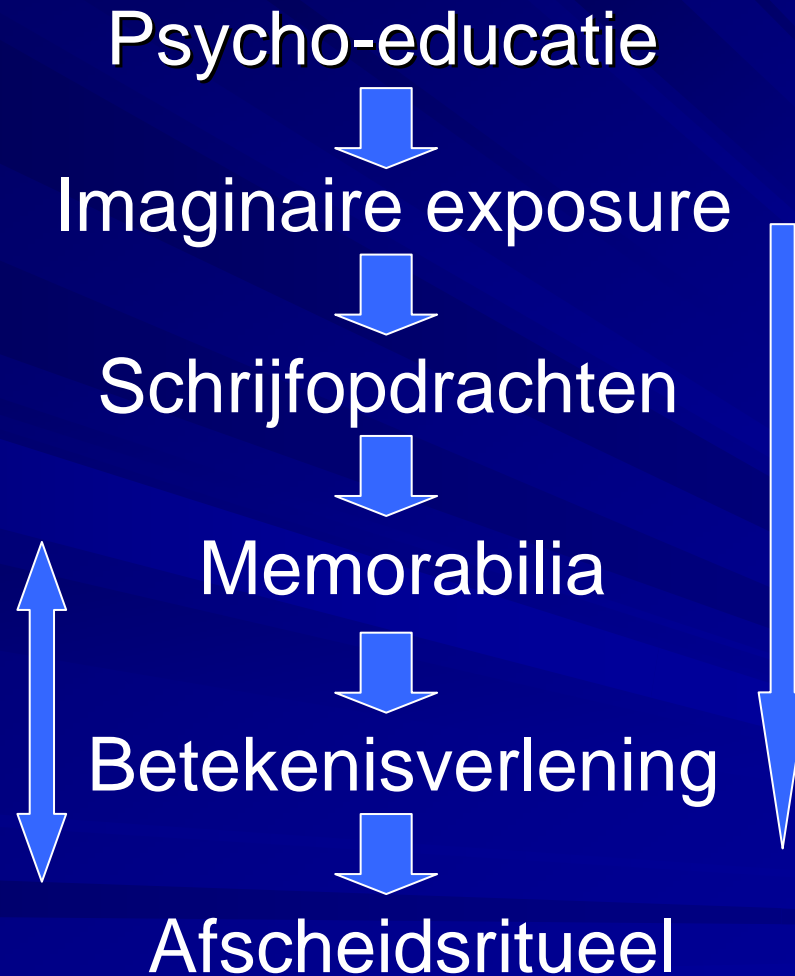 Psycho-educatie
Imaginaire exposure
Schrijfopdrachten
Memorabilia
Betekenisverlening
Afscheidsritueel